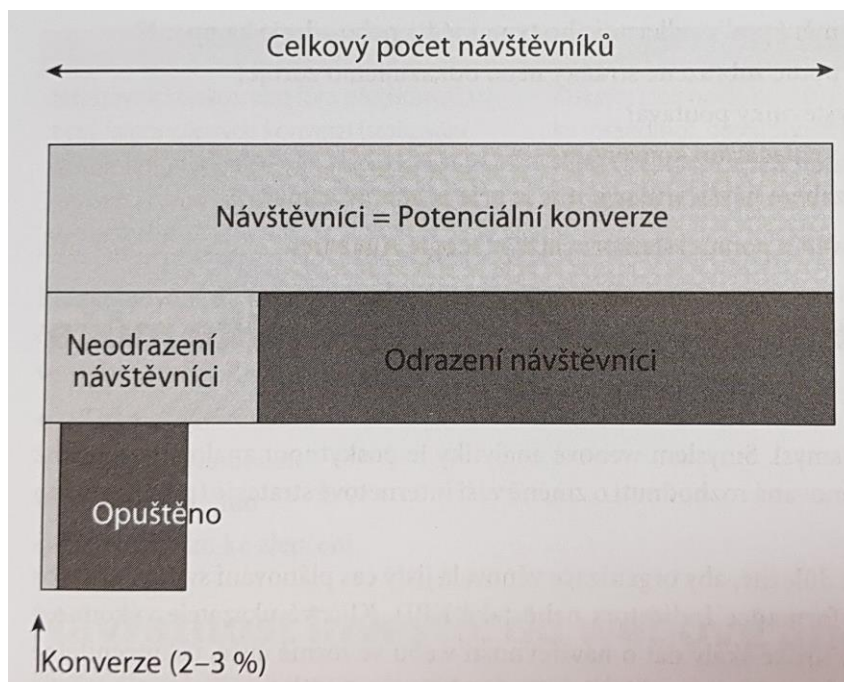 Celkový počet návštěvníků
Návštěvníci = Potenciální konverze
Neodrazení
návštěvníci
Odrazení návštěvníci
Opuštěno
Konverze (2–3 %)